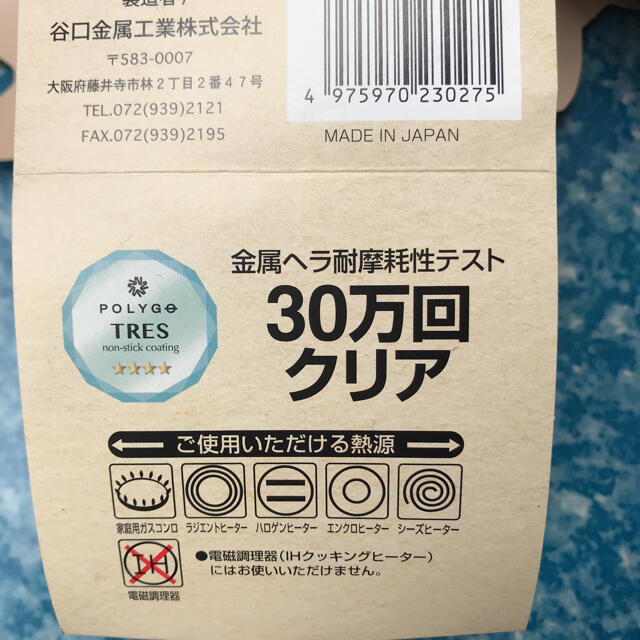 製造者/
谷口金属工業株式会社
〒583-0007
大阪府藤井寺市林2丁目2番47号
TEL.072(939)2121
FAX.072(939)2195
4 975970 230275
MADE IN JAPAN
POLYGO
TRES
non-stick coating
金属ヘラ耐摩耗性テスト
30万回
クリア
ご使用いただける熱源
家庭用ガスコンロ ラジエントヒーター ハロゲンヒーター エンクロヒーター シーズヒーター
IH
電磁調理器
●電磁調理器(IHクッキングヒーター)
にはお使いいただけません。